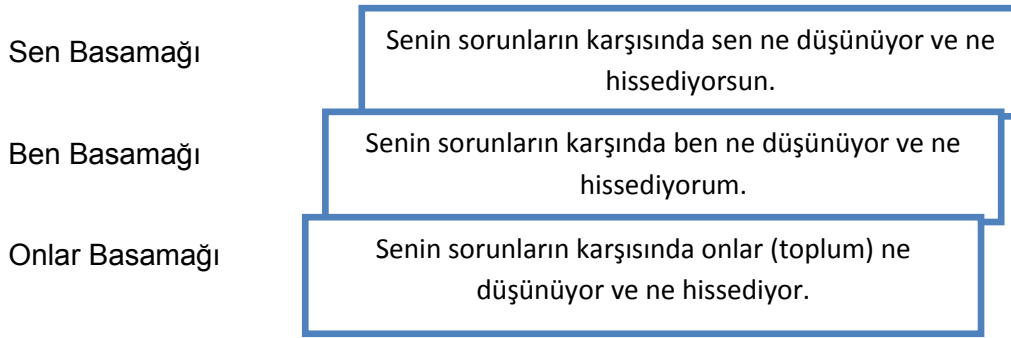 Sen Basamağı
Senin sorunların karşısında sen ne düşünüyor ve ne
hissediyorsun.
Ben Basamağı
Senin sorunların karşında ben ne düşünüyor ve ne
hissediyorum.
Onlar Basamağı
Senin sorunların karşısında onlar (toplum) ne
düşünüyor ve ne hissediyor.